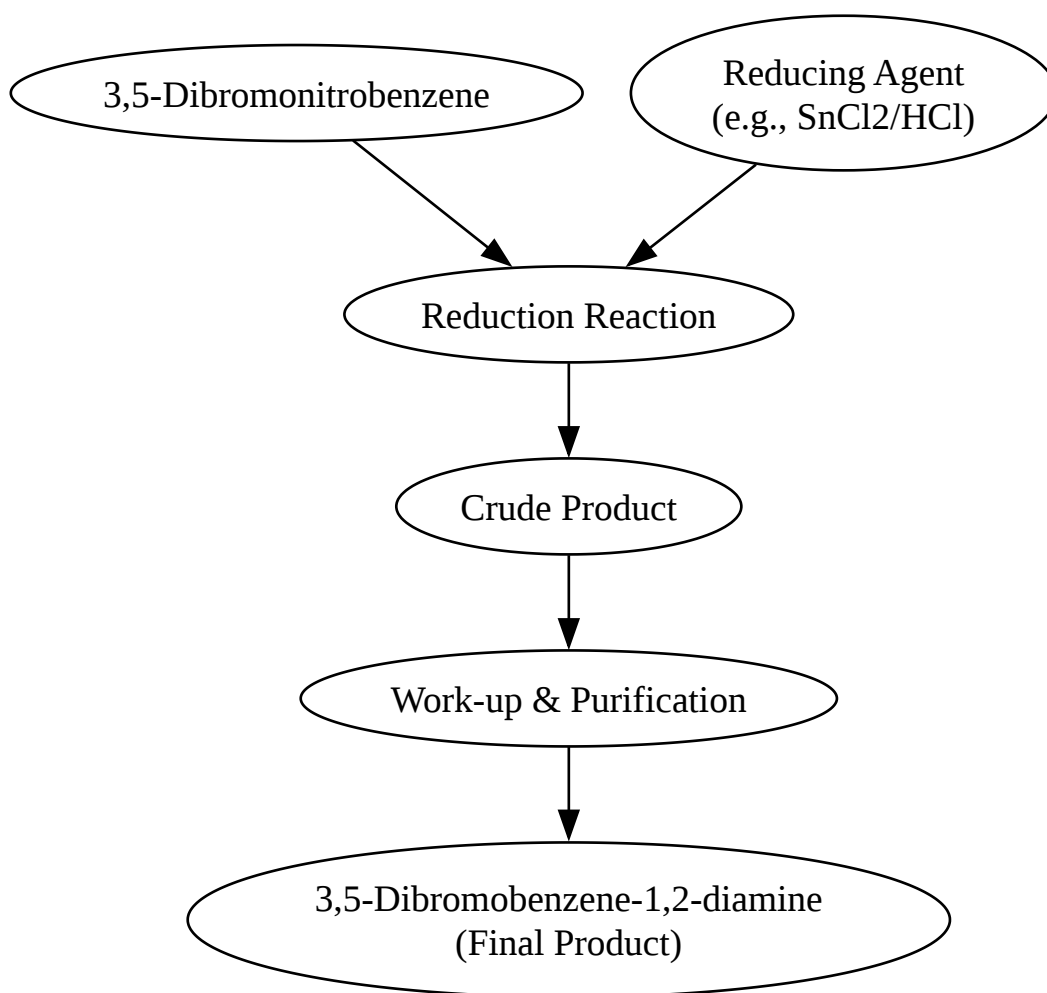 3,5-Dibromonitrobenzene
Reducing Agent
(e.g., SnCl2/HCl)
Reduction Reaction
Crude Product
Work-up & Purification
3,5-Dibromobenzene-1,2-diamine
(Final Product)